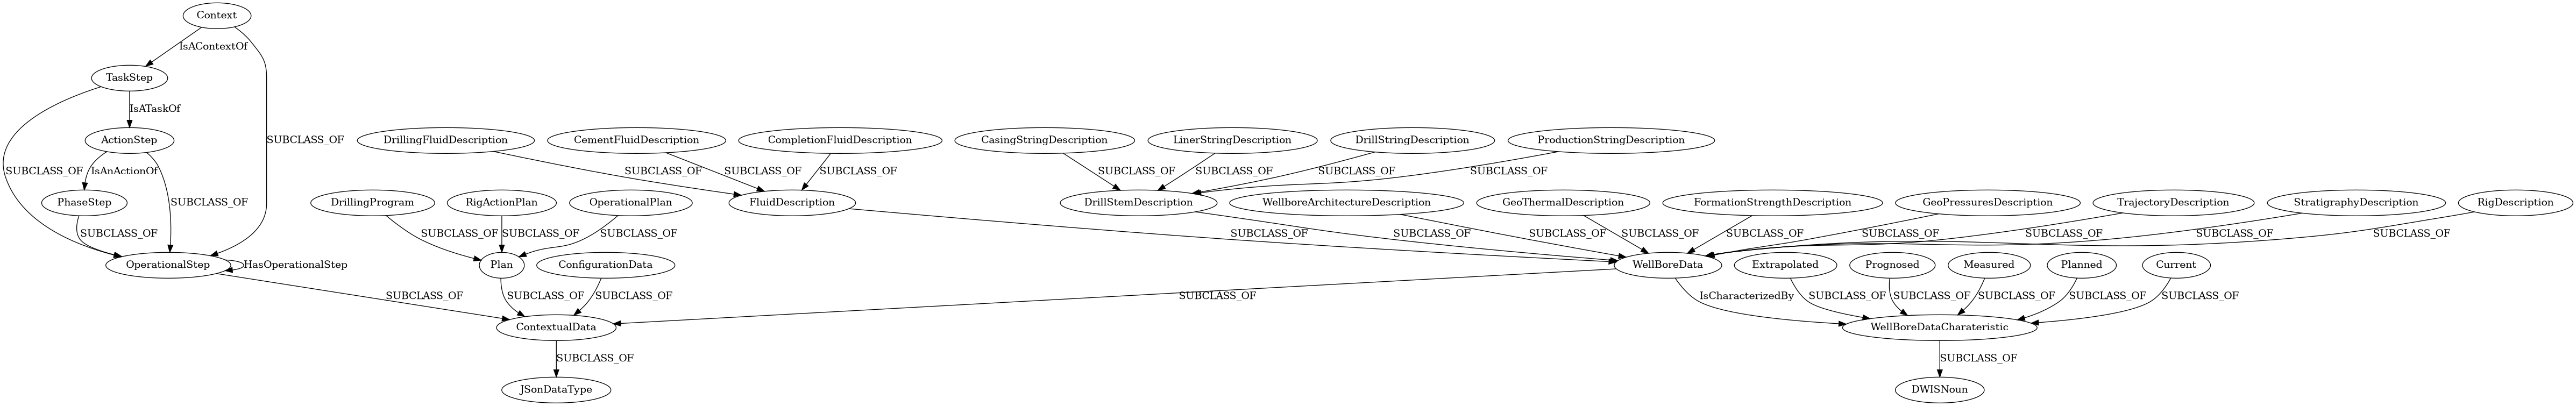 Context
IsAContextOf
TaskStep
IsATaskOf
ActionStep
DrillingFluidDescription
CementFluidDescription
CompletionFluidDescription
CasingStringDescription
LinerStringDescription
DrillStringDescription
ProductionStringDescription
SUBCLASS_OF
SUBCLASS_OF
IsAnActionOf
SUBCLASS_OF
SUBCLASS_OF
SUBCLASS_OF
SUBCLASS_OF
SUBCLASS_OF
SUBCLASS_OF
SUBCLASS_OF
PhaseStep
SUBCLASS_OF
DrillingProgram
RigActionPlan
OperationalPlan
FluidDescription
DrillStemDescription
WellboreArchitectureDescription
GeoThermalDescription
FormationStrengthDescription
GeoPressuresDescription
TrajectoryDescription
StratigraphyDescription
RigDescription
SUBCLASS_OF
SUBCLASS_OF
SUBCLASS_OF
SUBCLASS_OF
SUBCLASS_OF
SUBCLASS_OF
SUBCLASS_OF
SUBCLASS_OF
SUBCLASS_OF
SUBCLASS_OF
SUBCLASS_OF
SUBCLASS_OF
SUBCLASS_OF
OperationalStep
HasOperationalStep
Plan
ConfigurationData
WellBoreData
Extrapolated
Prognosed
Measured
Planned
Current
SUBCLASS_OF
SUBCLASS_OF
SUBCLASS_OF
SUBCLASS_OF
IsCharacterizedBy
SUBCLASS_OF
SUBCLASS_OF
SUBCLASS_OF
SUBCLASS_OF
SUBCLASS_OF
ContextualData
WellBoreDataCharateristic
SUBCLASS_OF
SUBCLASS_OF
JSonDataType
DWISNoun